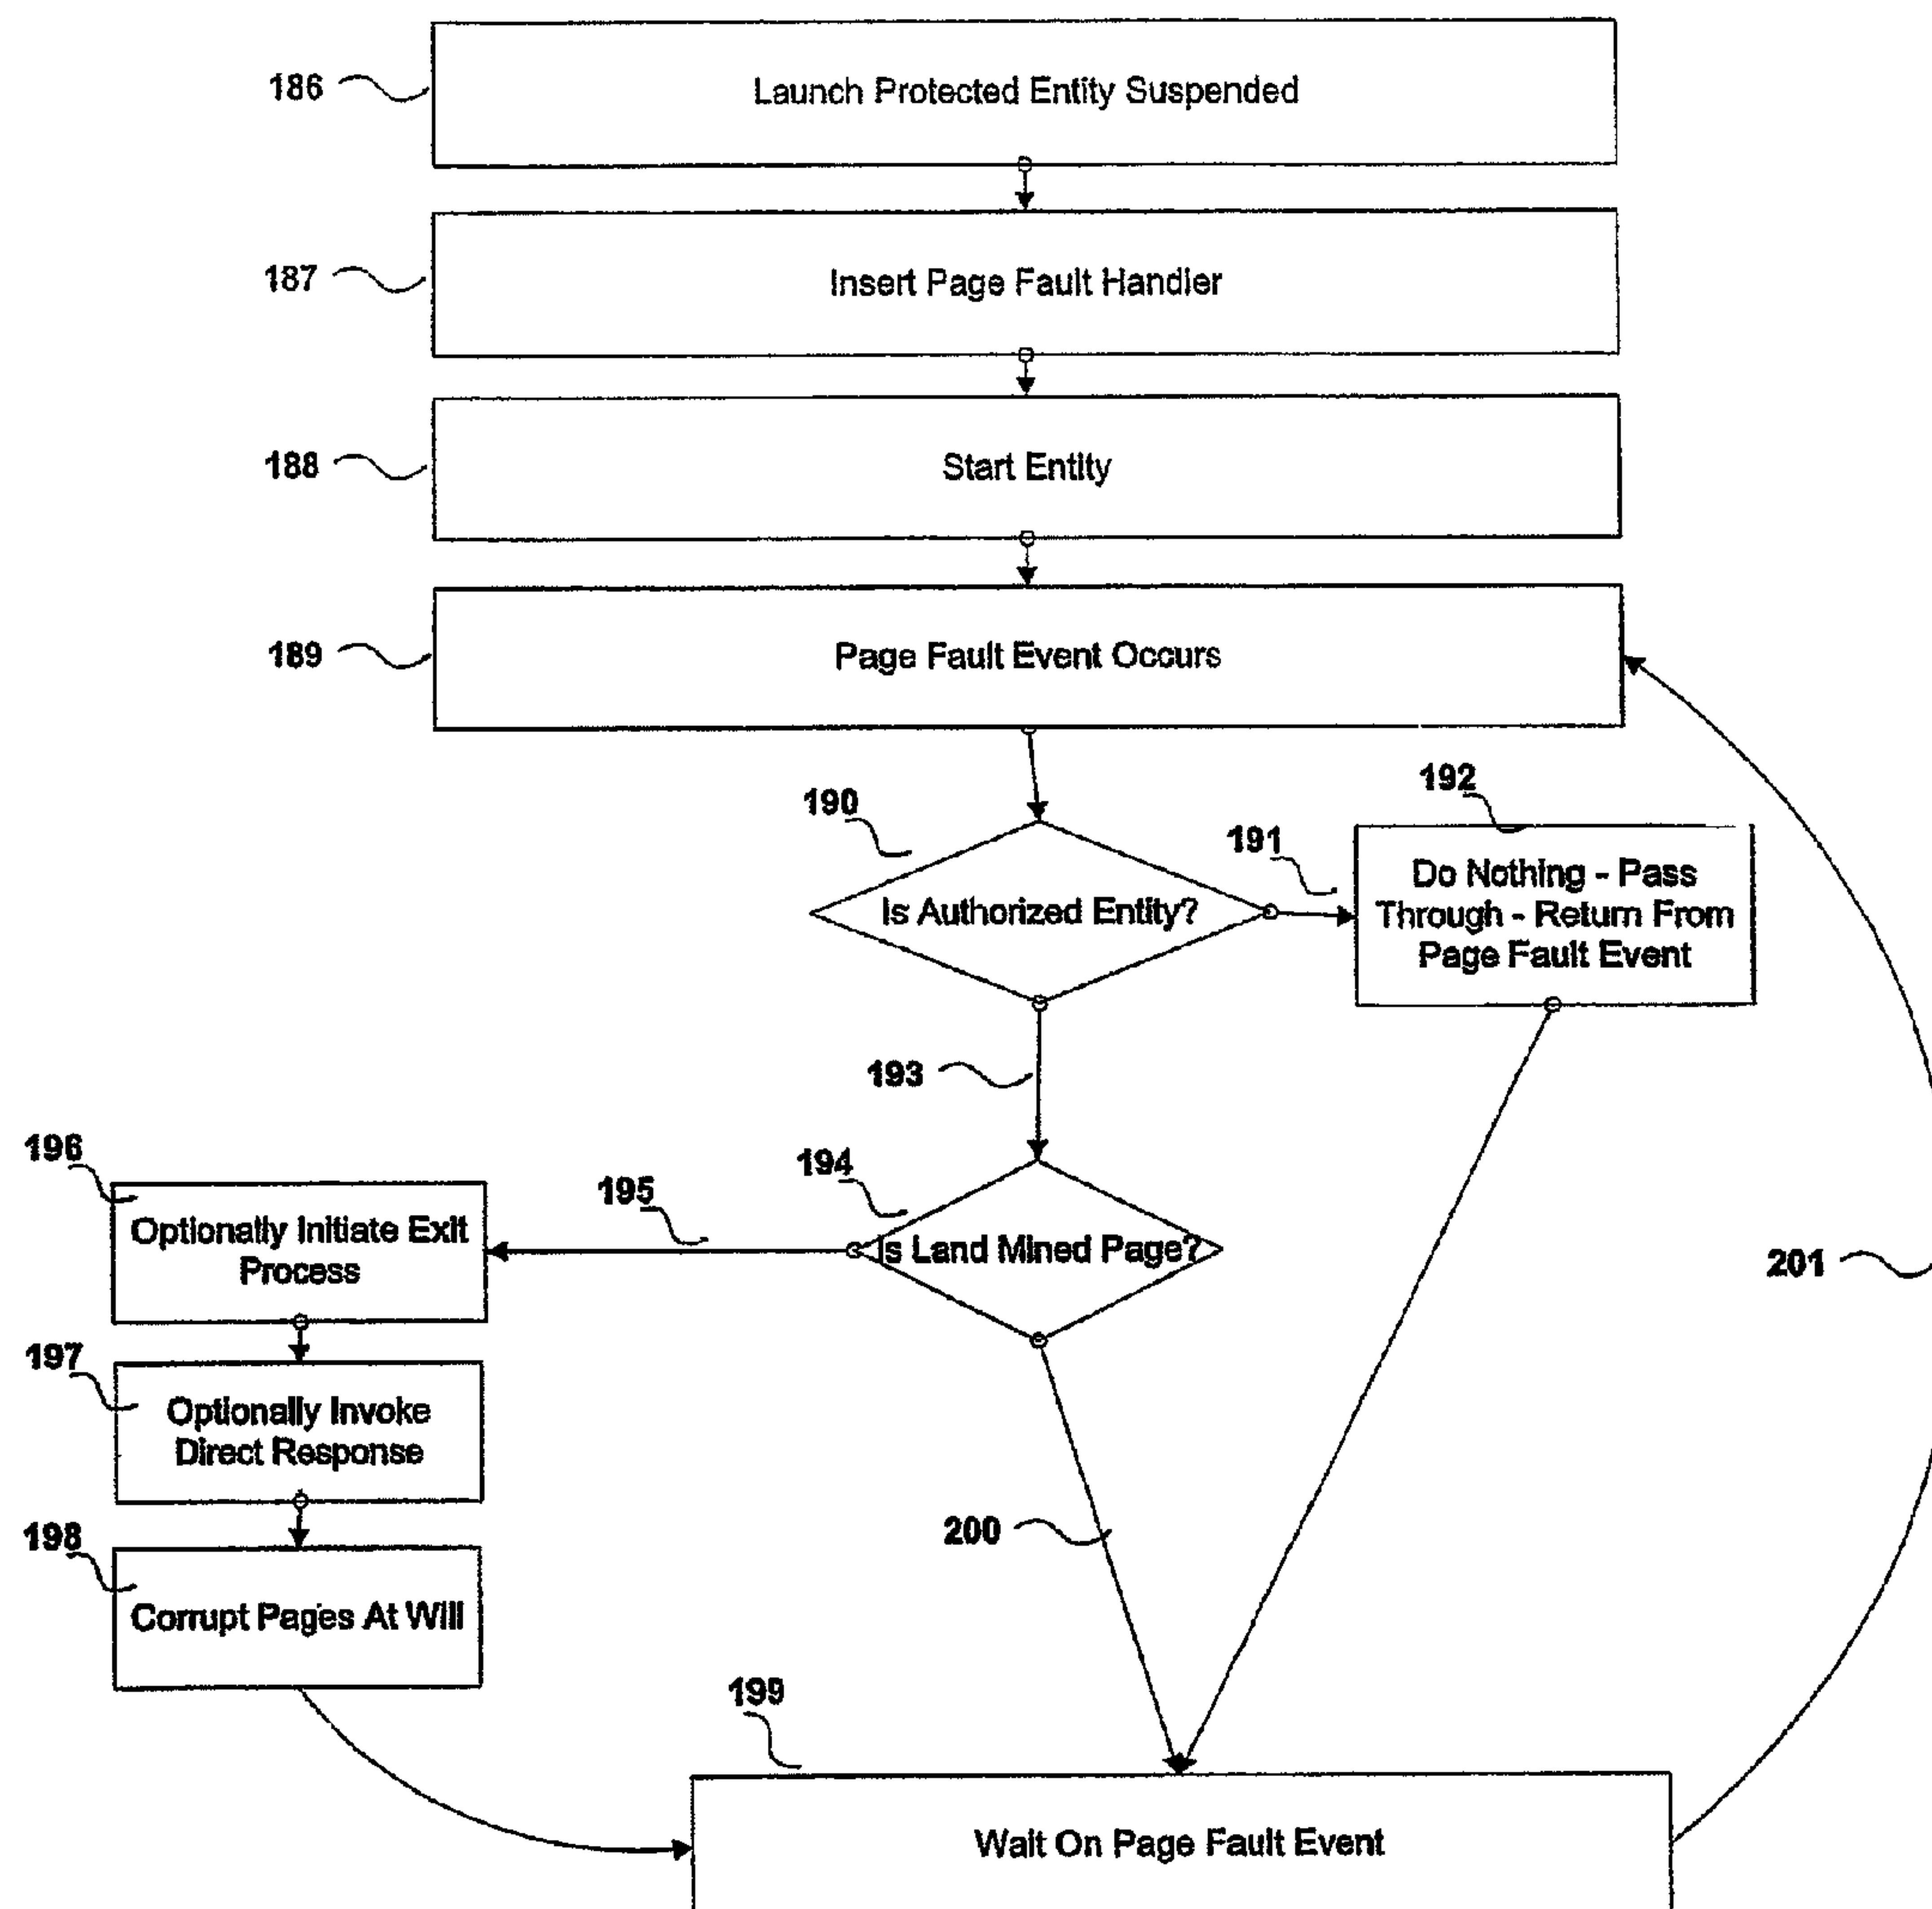 186
Launch Protected Entity Suspended
187
Insert Page Fault Handler
188
Start Entity
189
Page Fault Event Occurs
190
Is Authorized Entity?
191
192
Do Nothing - Pass
Through - Return From
Page Fault Event
193
194
Is Land Mined Page?
195
196
Optionally Initiate Exit
Process
197
Optionally Invoke
Direct Response
198
Corrupt Pages At Will
199
Wait On Page Fault Event
200
201